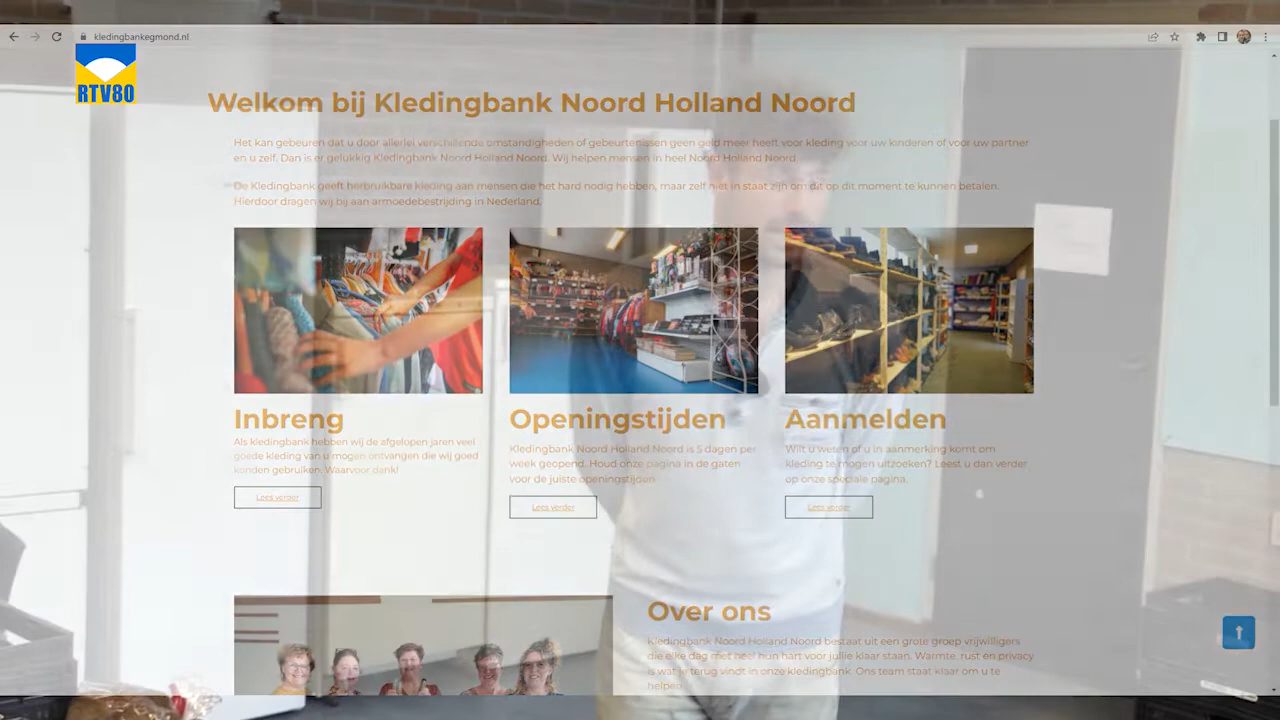 kledingbankegmond.nl
RTV80
Welkom bij Kledingbank Noord Holland Noord
Het kan gebeuren dat u door allerlei verschillende omstandigheden of gebeurtenissen geen geld meer heeft voor kleding voor uw kinderen of voor uw partner
en u zelf. Dan is er gelukkig Kledingbank Noord Holland Noord. Wij helpen mensen in heel Noord Holland Noord.
De Kledingbank geeft herbruikbare kleding aan mensen die het hard nodig hebben, maar zelf niet in staat zijn om dit op dit moment te kunnen betalen.
Hierdoor dragen wij bij aan armoedebestrijding in Nederland.
Inbreng
Als kledingbank hebben wij de afgelopen jaren veel
goede kleding van u mogen ontvangen die wij goed
konden gebruiken. Waarvoor dank!
Lees verder
Openingstijden
Kledingbank Noord Holland Noord is 5 dagen per
week geopend. Houd onze pagina in de gaten
voor de juiste openingstijden
Lees verder
Aanmelden
Wilt u weten of u in aanmerking komt om
kleding te mogen uitzoeken? Leest u dan verder
op onze speciale pagina.
Lees verder
Over ons
Kledingbank Noord Holland Noord bestaat uit een grote groep vrijwilligers
die elke dag met heel hun hart voor jullie klaar staan. Warmte, rust en privacy
is wat je terug vindt in onze kledingbank. Ons team staat klaar om u te
helpen